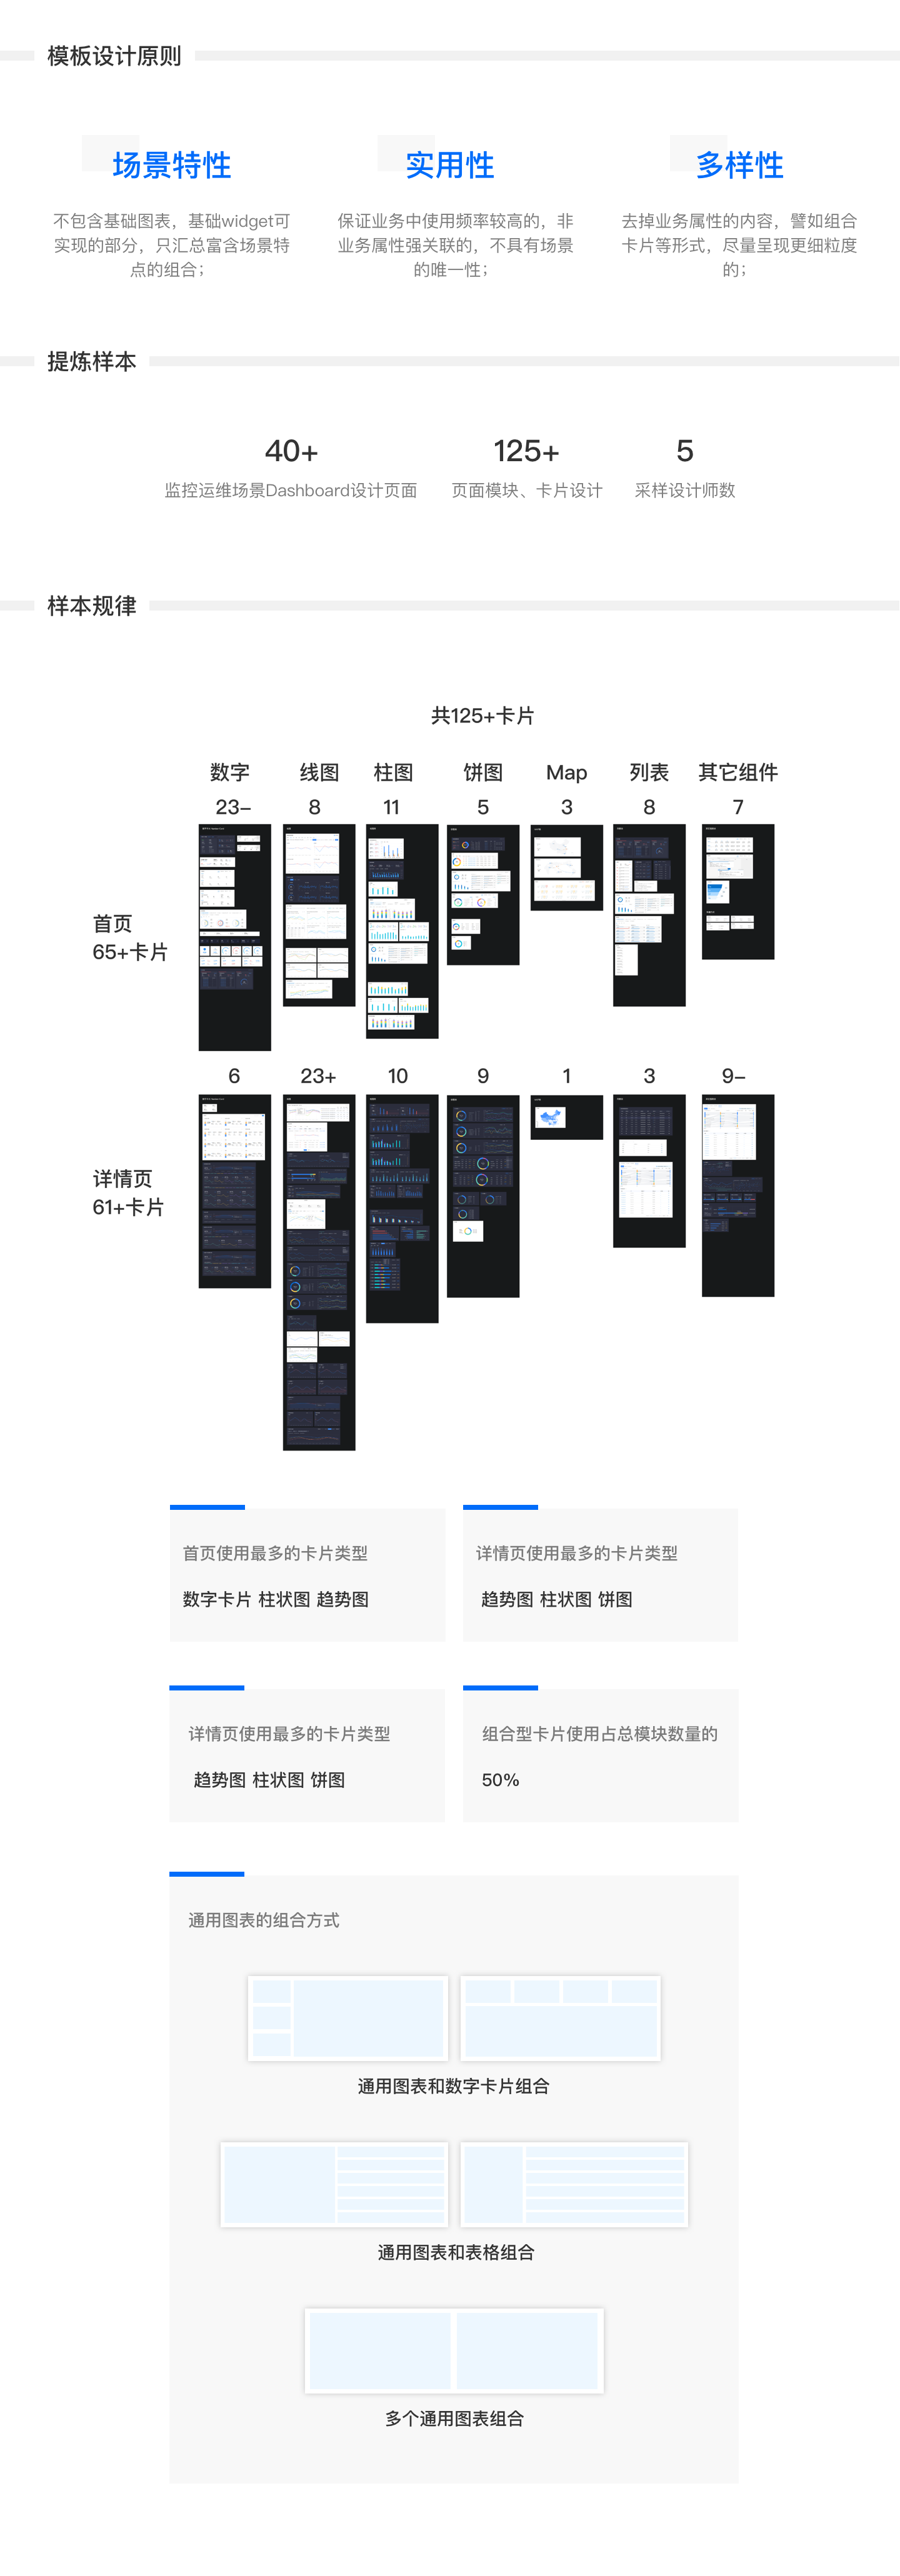 模板设计原则
场景特性
不包含基础图表，基础widget可
实现的部分，只汇总富含场景特
点的组合；
实用性
保证业务中使用频率较高的，非
业务属性强关联的，不具有场景
的唯一性；
多样性
去掉业务属性的内容，譬如组合
卡片等形式，尽量呈现更细粒度
的；
提炼样本
40+
监控运维场景Dashboard设计页面
125+
页面模块、卡片设计
5
采样设计师数
样本规律
共125+卡片
数字 线图 柱图 饼图 Map 列表 其它组件
23– 8 11 5 3 8 7
首页
65+卡片
6 23+ 10 9 1 3 9–
详情页
61+卡片
首页使用最多的卡片类型
数字卡片 柱状图 趋势图
详情页使用最多的卡片类型
趋势图 柱状图 饼图
详情页使用最多的卡片类型
趋势图 柱状图 饼图
组合型卡片使用占总模块数量的
50%
通用图表的组合方式
通用图表和数字卡片组合
通用图表和表格组合
多个通用图表组合